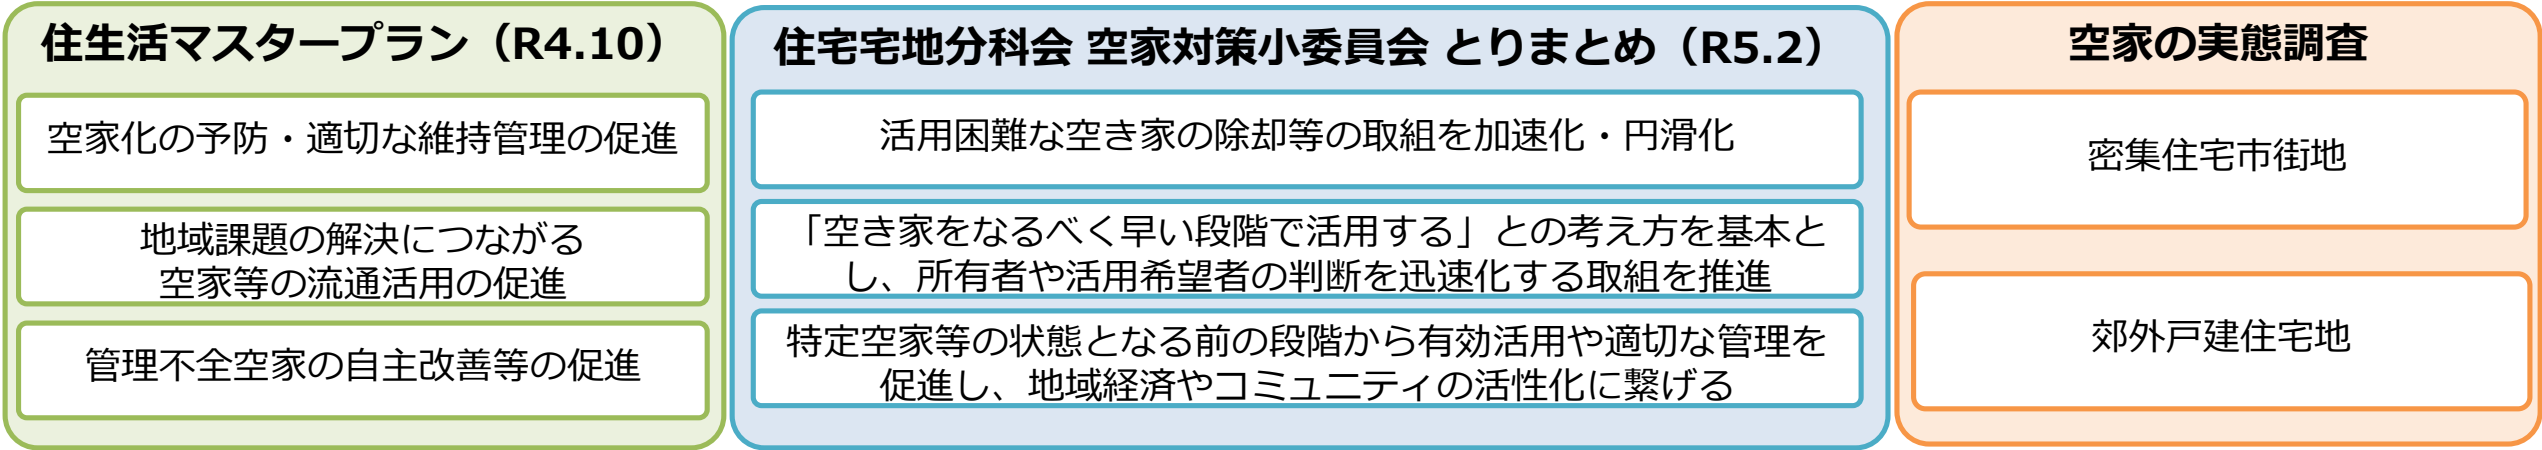 住生活マスタープラン（R4.10）
空家化の予防・適切な維持管理の促進
地域課題の解決につながる
空家等の流通活用の促進
管理不全空家の自主改善等の促進
住宅宅地分科会 空家対策小委員会 とりまとめ（R5.2）
活用困難な空き家の除却等の取組を加速化・円滑化
「空き家をなるべく早い段階で活用する」との考え方を基本と
し、所有者や活用希望者の判断を迅速化する取組を推進
特定空家等の状態となる前の段階から有効活用や適切な管理を
促進し、地域経済やコミュニティの活性化に繋げる
空家の実態調査
密集住宅市街地
郊外戸建住宅地